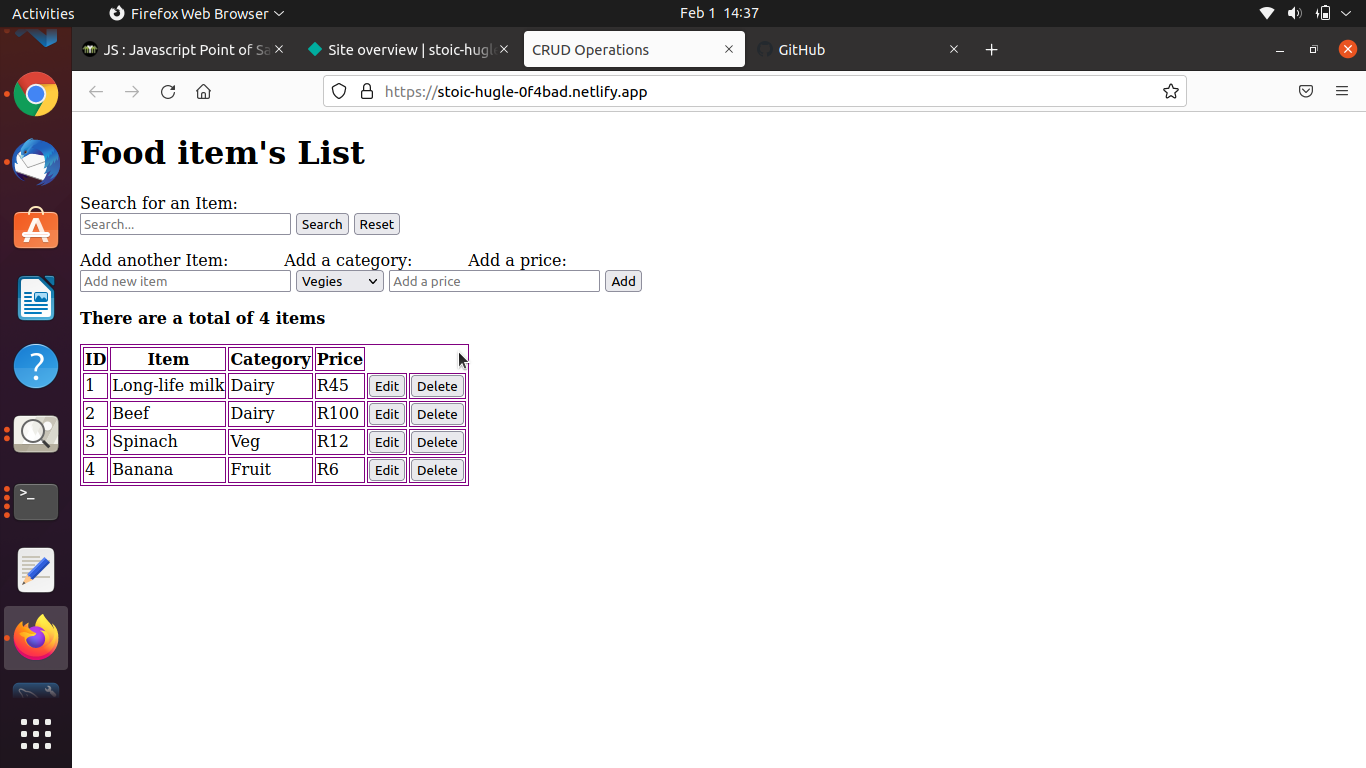 Activities Firefox Web Browser Feb 1 14:37
JS : Javascript Point of Sa Site overview | stoic-hugl CRUD Operations GitHub
https://stoic-hugle-0f4bad.netlify.app
Food item's List
Search for an Item:
Search... Search Reset
Add another Item: Add a category: Add a price:
Add new item Vegies Add a price Add
There are a total of 4 items
ID Item Category Price
1 Long-life milk Dairy R45 Edit Delete
2 Beef Dairy R100 Edit Delete
3 Spinach Veg R12 Edit Delete
4 Banana Fruit R6 Edit Delete